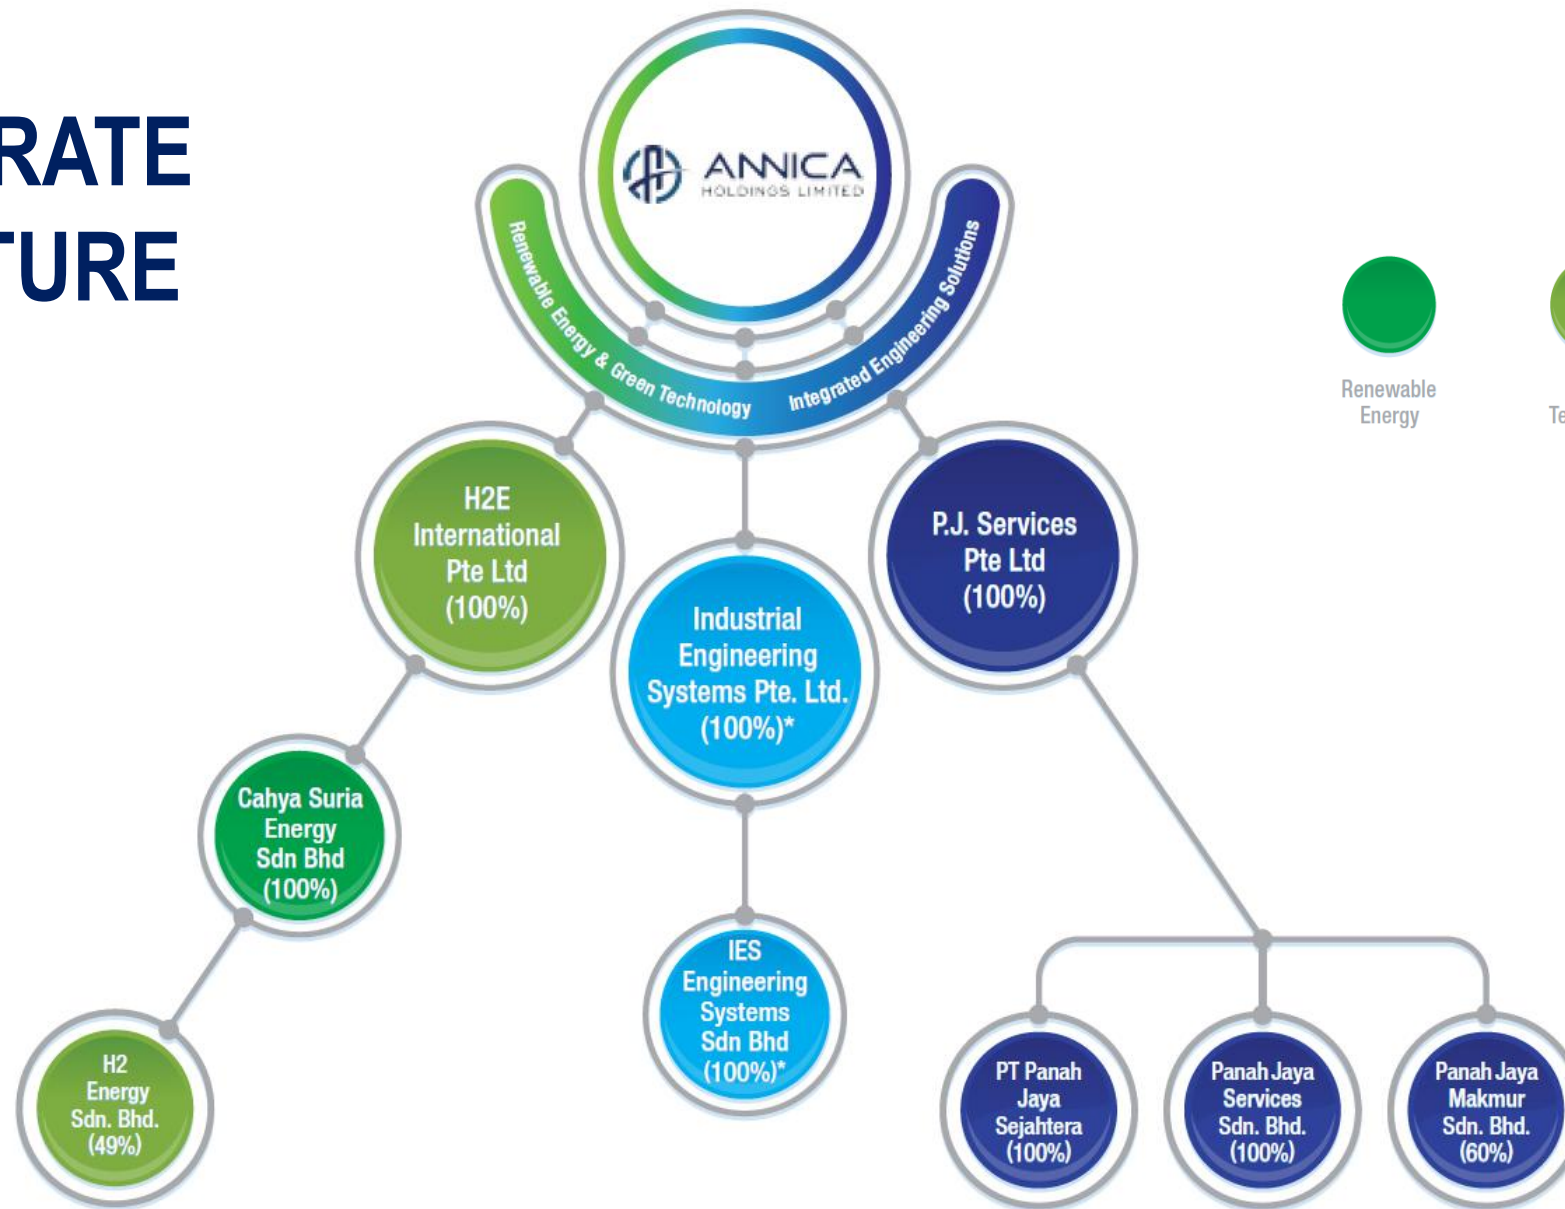 RATE
TURE
ANNICA
HOLDINGS LIMITED
Renewable Energy & Green Technology
Integrated Engineering Solutions
Renewable
Energy
H2E
International
Pte Ltd
(100%)
P.J. Services
Pte Ltd
(100%)
Industrial
Engineering
Systems Pte. Ltd.
(100%)*
Cahya Suria
Energy
Sdn Bhd
(100%)
IES
Engineering
Systems
Sdn Bhd
(100%)*
H2
Energy
Sdn. Bhd.
(49%)
PT Panah
Jaya
Sejahtera
(100%)
Panah Jaya
Services
Sdn. Bhd.
(100%)
Panah Jaya
Makmur
Sdn. Bhd.
(60%)